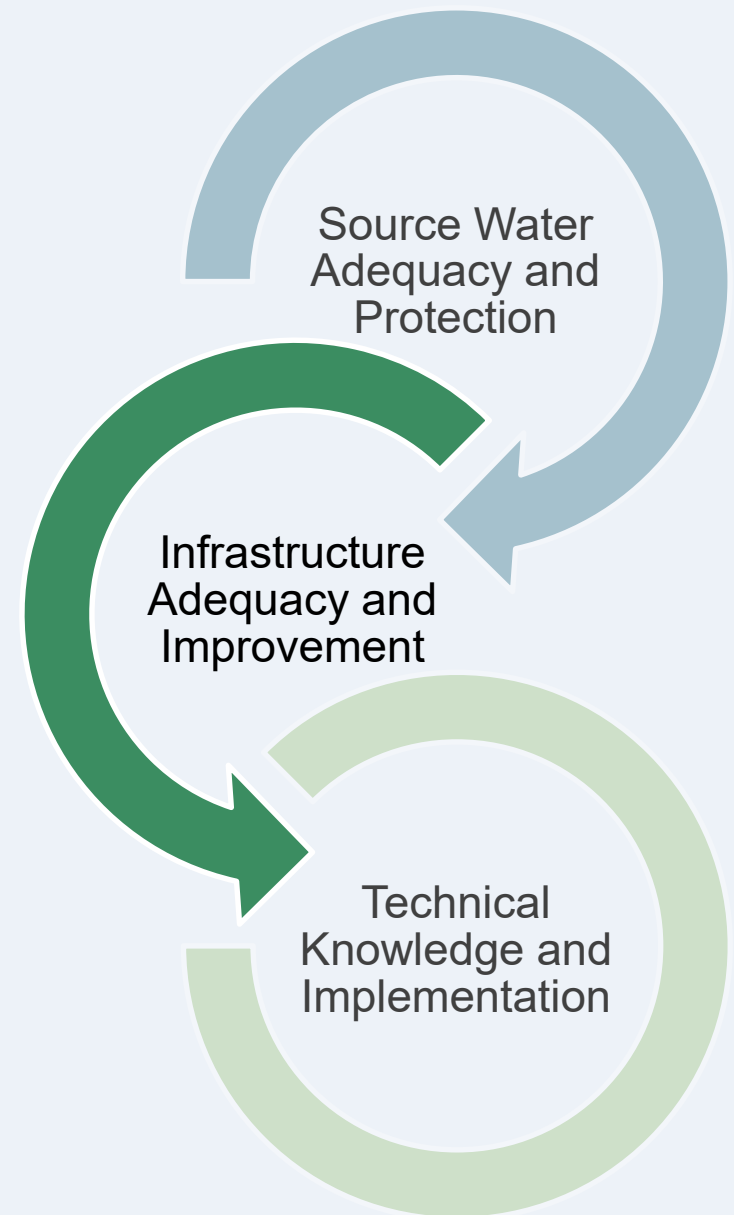 Source Water
Adequacy and
Protection
Infrastructure
Adequacy and
Improvement
Technical
Knowledge and
Implementation